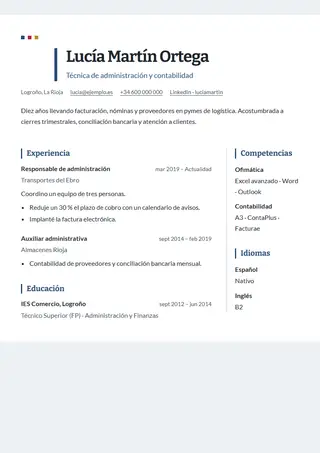 Lucía Martín Ortega
Técnica de administración y contabilidad
Logroño, La Rioja lucia@ejemplo.es +34 600 000 000 LinkedIn · luciamartin
Diez años llevando facturación, nóminas y proveedores en pymes de logística. Acostumbrada a
cierres trimestrales, conciliación bancaria y atención a clientes.
Experiencia
Responsable de administración mar 2019 – Actualidad
Transportes del Ebro
Coordino un equipo de tres personas.
• Reduje un 30 % el plazo de cobro con un calendario de avisos.
• Implanté la factura electrónica.
Auxiliar administrativa sept 2014 – feb 2019
Almacenes Rioja
• Contabilidad de proveedores y conciliación bancaria mensual.
Educación
IES Comercio, Logroño sept 2012 – jun 2014
Técnico Superior (FP) · Administración y Finanzas
Competencias
Ofimática
Excel avanzado · Word
· Outlook
Contabilidad
A3 · ContaPlus ·
Facturae
Idiomas
Español
Nativo
Inglés
B2